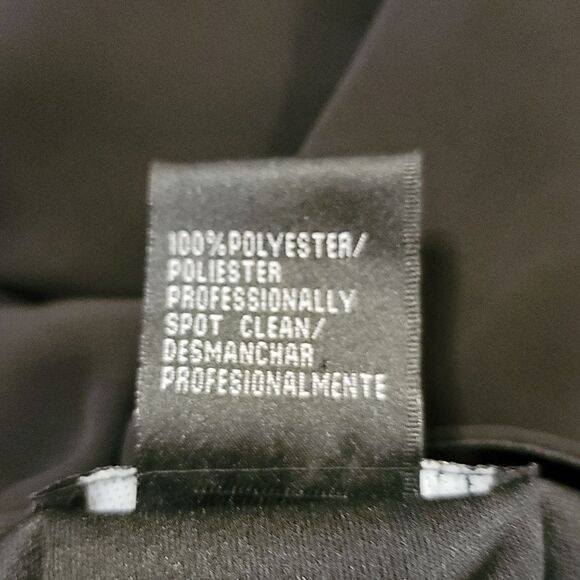 100%POLYESTER/
POLIESTER
PROFESSIONALLY
SPOT CLEAN/
DESMANCHAR
PROFESIONALMENTE